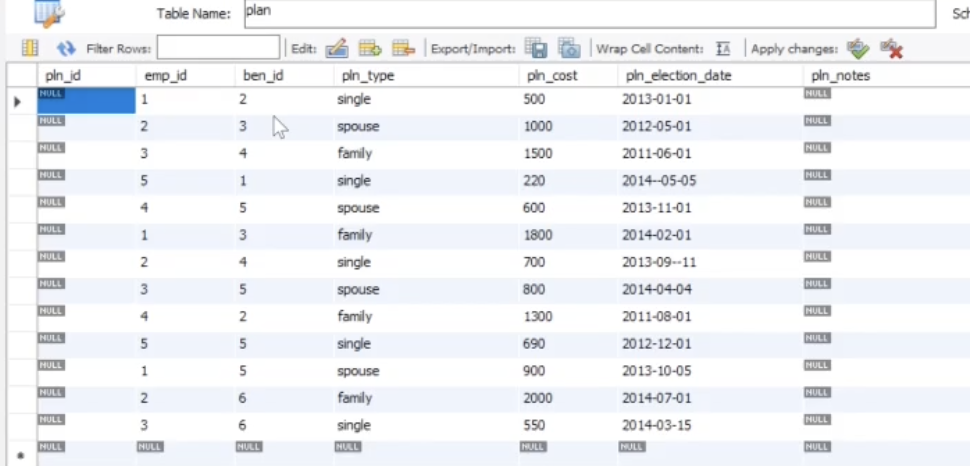 Table Name: plan
Filter Rows: Edit: Export/Import: Wrap Cell Content: IA Apply changes:
pln_id emp_id ben_id pln_type pln_cost pln_election_date pln_notes
NULL 1 2 single 500 2013-01-01 NULL
NULL 2 3 spouse 1000 2012-05-01 NULL
NULL 3 4 family 1500 2011-06-01 NULL
NULL 5 1 single 220 2014--05-05 NULL
NULL 4 5 spouse 600 2013-11-01 NULL
NULL 1 3 family 1800 2014-02-01 NULL
NULL 2 4 single 700 2013-09--11 NULL
NULL 3 5 spouse 800 2014-04-04 NULL
NULL 4 2 family 1300 2011-08-01 NULL
NULL 5 5 single 690 2012-12-01 NULL
NULL 1 5 spouse 900 2013-10-05 NULL
NULL 2 6 family 2000 2014-07-01 NULL
NULL 3 6 single 550 2014-03-15 NULL
NULL NULL NULL NULL NULL NULL NULL